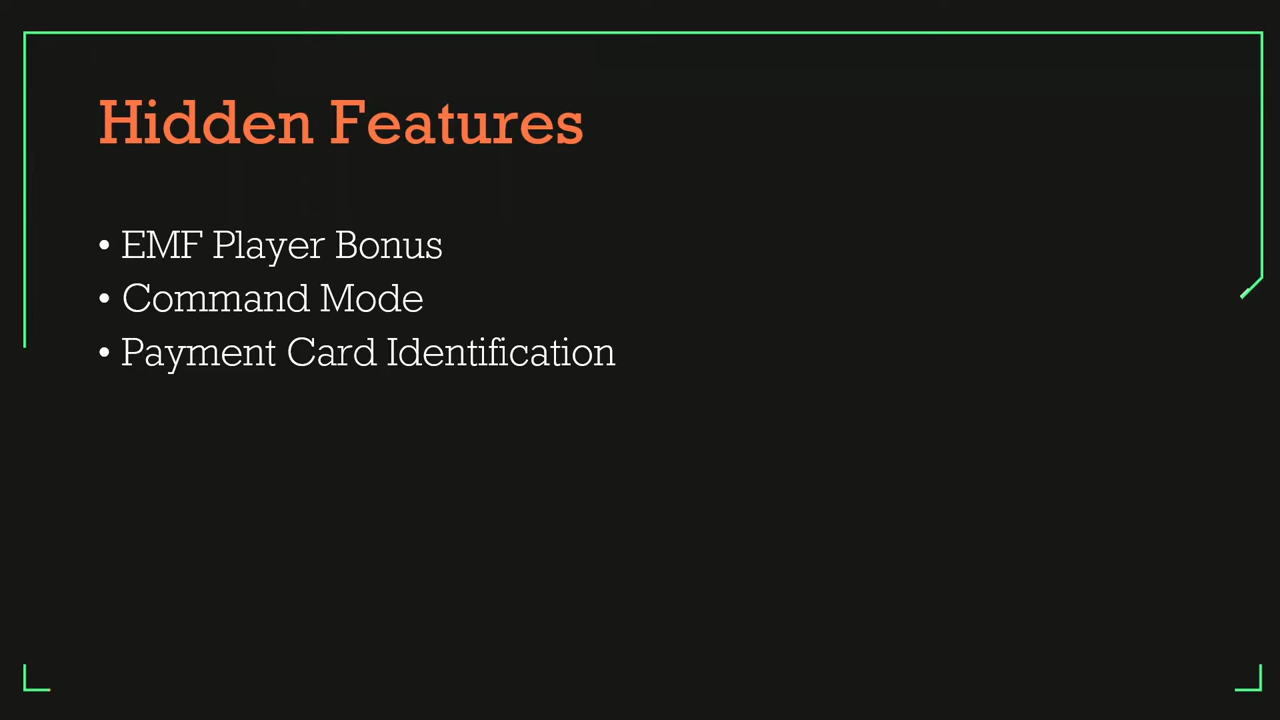 Hidden Features
• EMF Player Bonus
• Command Mode
• Payment Card Identification